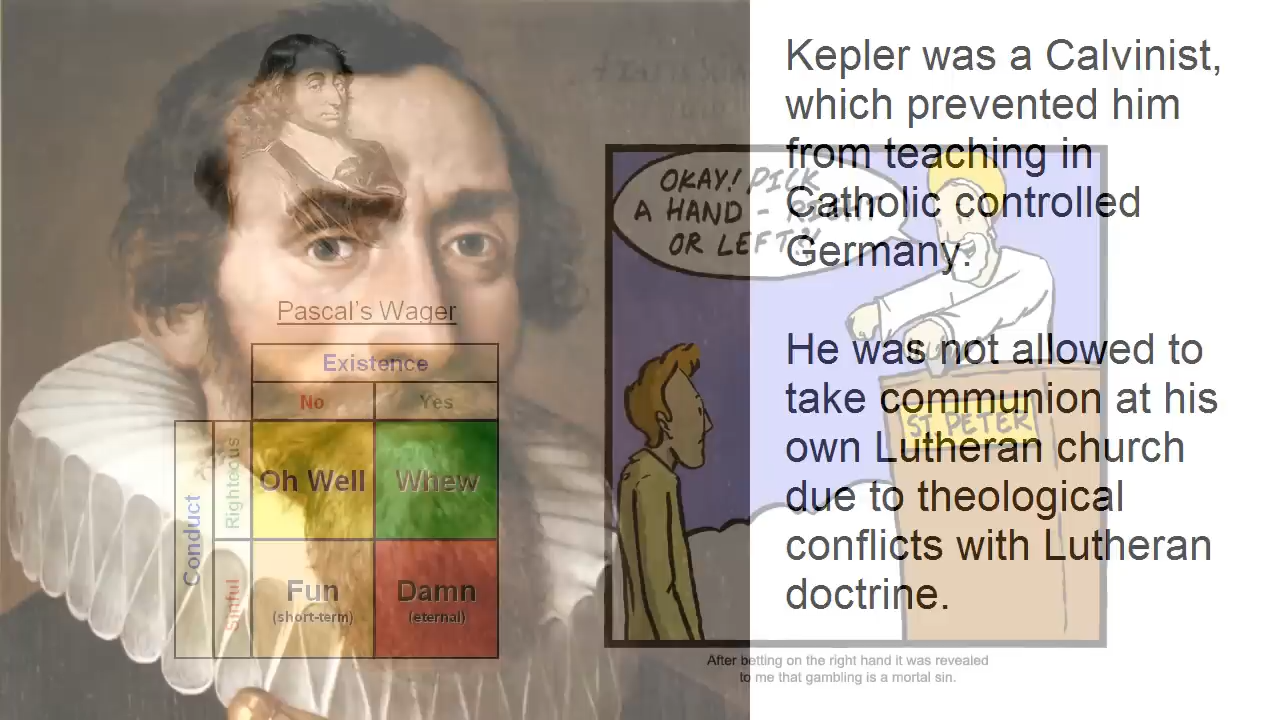 Kepler was a Calvinist,
which prevented him
from teaching in
Catholic controlled
Germany.
He was not allowed to
take communion at his
own Lutheran church
due to theological
conflicts with Lutheran
doctrine.
Pascal's Wager
Existence
No
Yes
Conduct
Righteous
Oh Well
Whew
Sinful
Fun
(short-term)
Damn
(eternal)
OKAY! PICK
A HAND - RIGHT
OR LEFT?!
ST PETER
After betting on the right hand it was revealed
to me that gambling is a mortal sin.